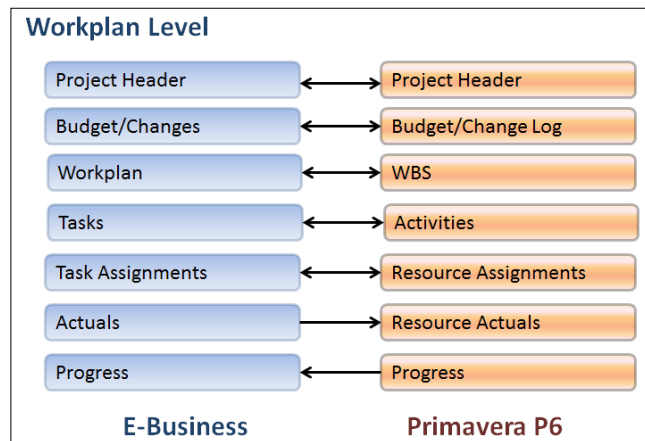 Workplan Level
Project Header Project Header
Budget/Changes Budget/Change Log
Workplan WBS
Tasks Activities
Task Assignments Resource Assignments
Actuals Resource Actuals
Progress Progress
E-Business Primavera P6